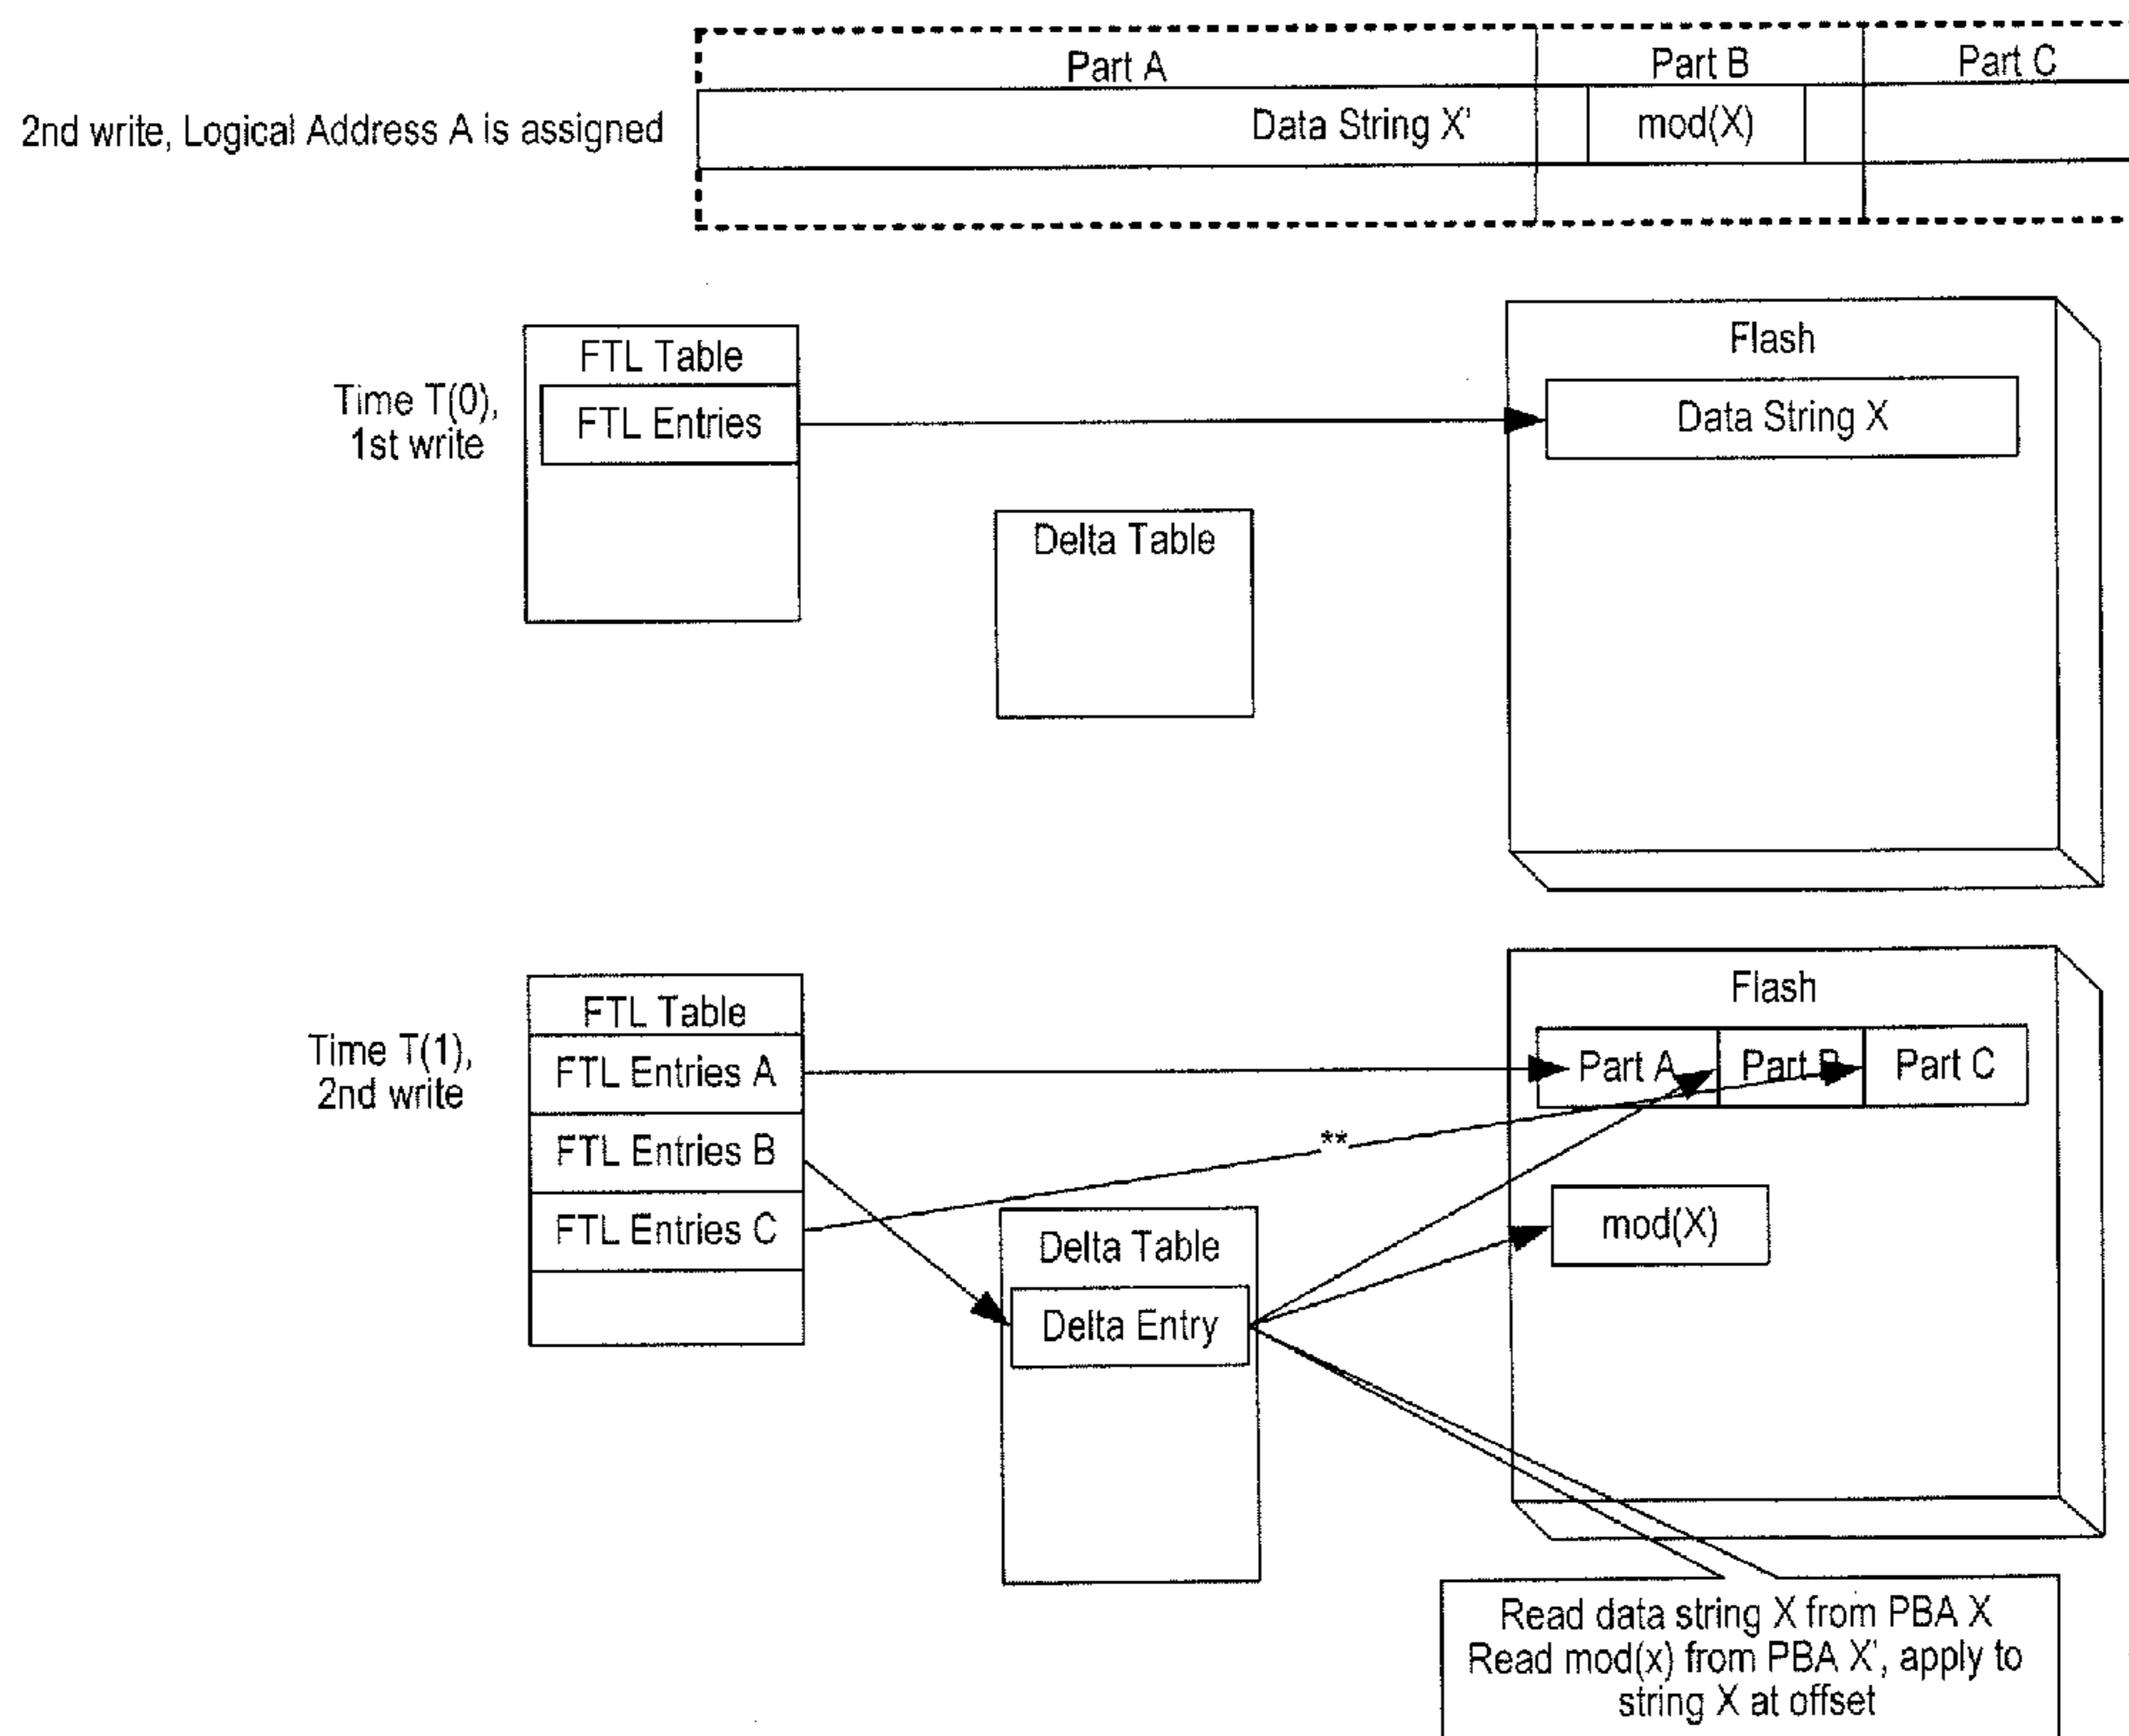 Part A Part B Part C
2nd write, Logical Address A is assigned
Data String X' mod(X)
FTL Table
FTL Entries
Time T(0),
1st write
Flash
Data String X
Delta Table
FTL Table
FTL Entries A
FTL Entries B
FTL Entries C
Time T(1),
2nd write
Flash
Part A Part B Part C
**
mod(X)
Delta Table
Delta Entry
Read data string X from PBA X
Read mod(x) from PBA X', apply to
string X at offset